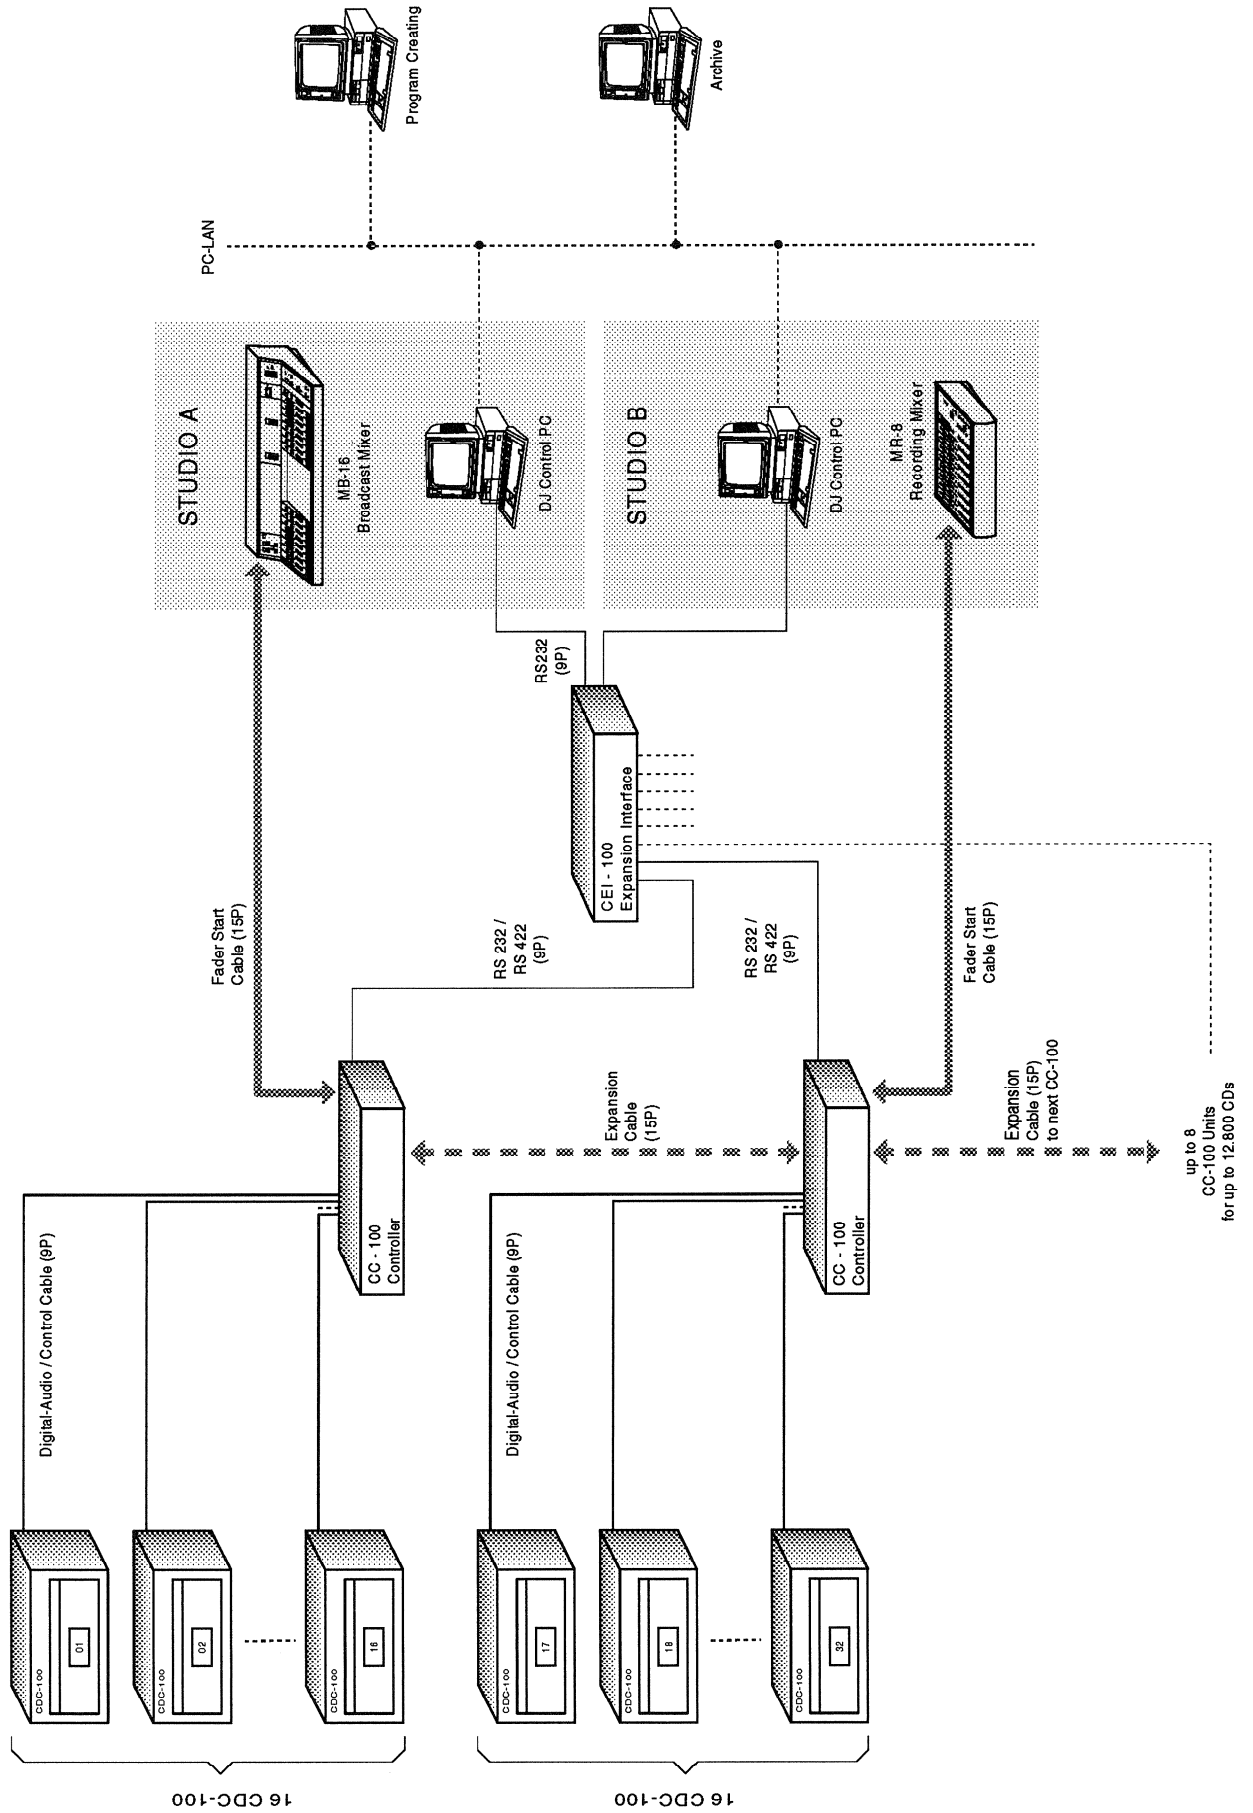 16 CDC-100
CDC-100
01
CDC-100
02
CDC-100
16
Digital-Audio / Control Cable (9P)
CC - 100
Controller
Fader Start
Cable (15P)
STUDIO A
MB-16
Broadcast Mixer
DJ Control PC
PC-LAN
Program Creating
Archive
RS232
(9P)
CEI - 100
Expansion Interface
RS 232 /
RS 422
(9P)
RS 232 /
RS 422
(9P)
STUDIO B
DJ Control PC
MR-8
Recording Mixer
Fader Start
Cable (15P)
Expansion
Cable
(15P)
16 CDC-100
CDC-100
17
CDC-100
18
CDC-100
32
Digital-Audio / Control Cable (9P)
CC - 100
Controller
Expansion
Cable (15P)
to next CC-100
up to 8
CC-100 Units
for up to 12.800 CDs